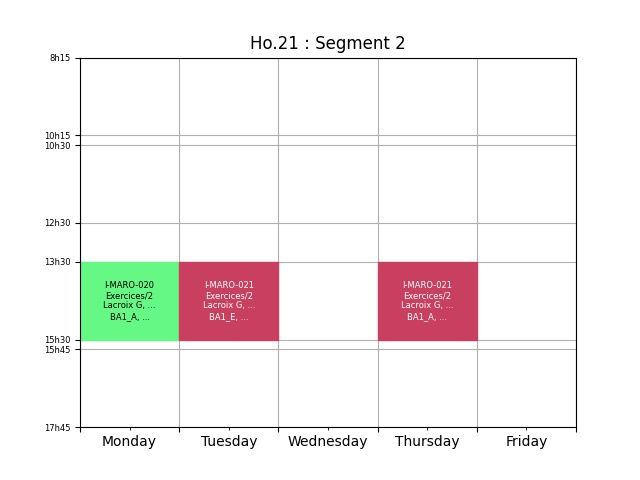 Ho.21 : Segment 2
8h15
10h15
10h30
12h30
13h30
I-MARO-020
Exercices/2
Lacroix G, ...
BA1_A, ...
I-MARO-021
Exercices/2
Lacroix G, ...
BA1_E, ...
I-MARO-021
Exercices/2
Lacroix G, ...
BA1_A, ...
15h30
15h45
17h45
Monday Tuesday Wednesday Thursday Friday